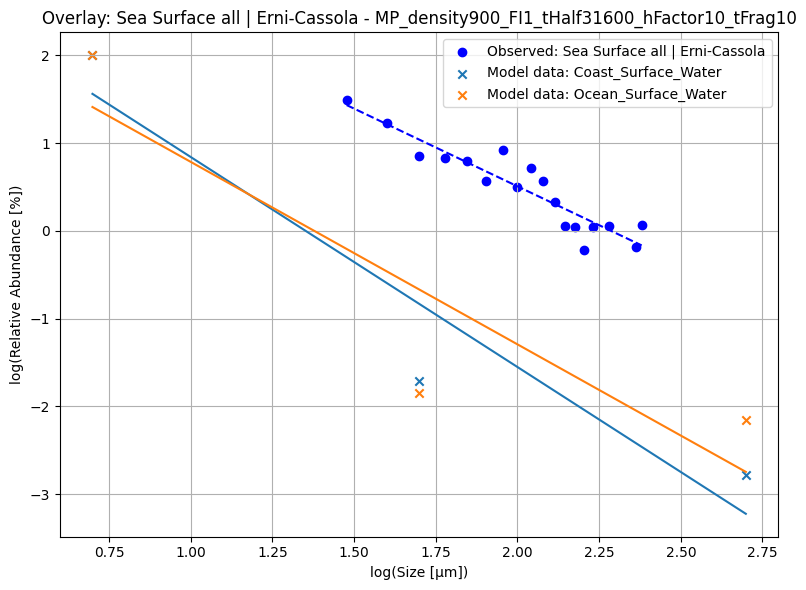 Overlay: Sea Surface all | Erni-Cassola - MP_density900_FI1_tHalf31600_hFactor10_tFrag10
Observed: Sea Surface all | Erni-Cassola
Model data: Coast_Surface_Water
Model data: Ocean_Surface_Water
log(Relative Abundance [%])
2
1
0
−1
−2
−3
0.75 1.00 1.25 1.50 1.75 2.00 2.25 2.50 2.75
log(Size [µm])